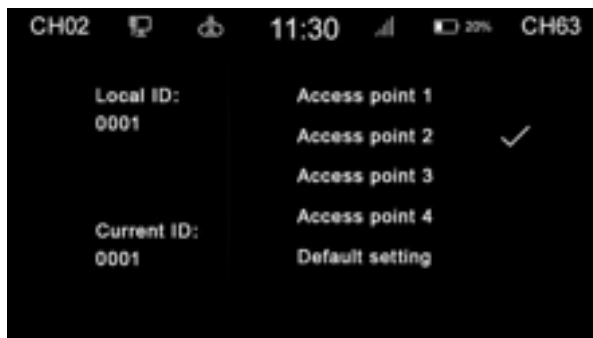 CH02 11:30 20% CH63
Local ID:
0001
Current ID:
0001
Access point 1
Access point 2
Access point 3
Access point 4
Default setting